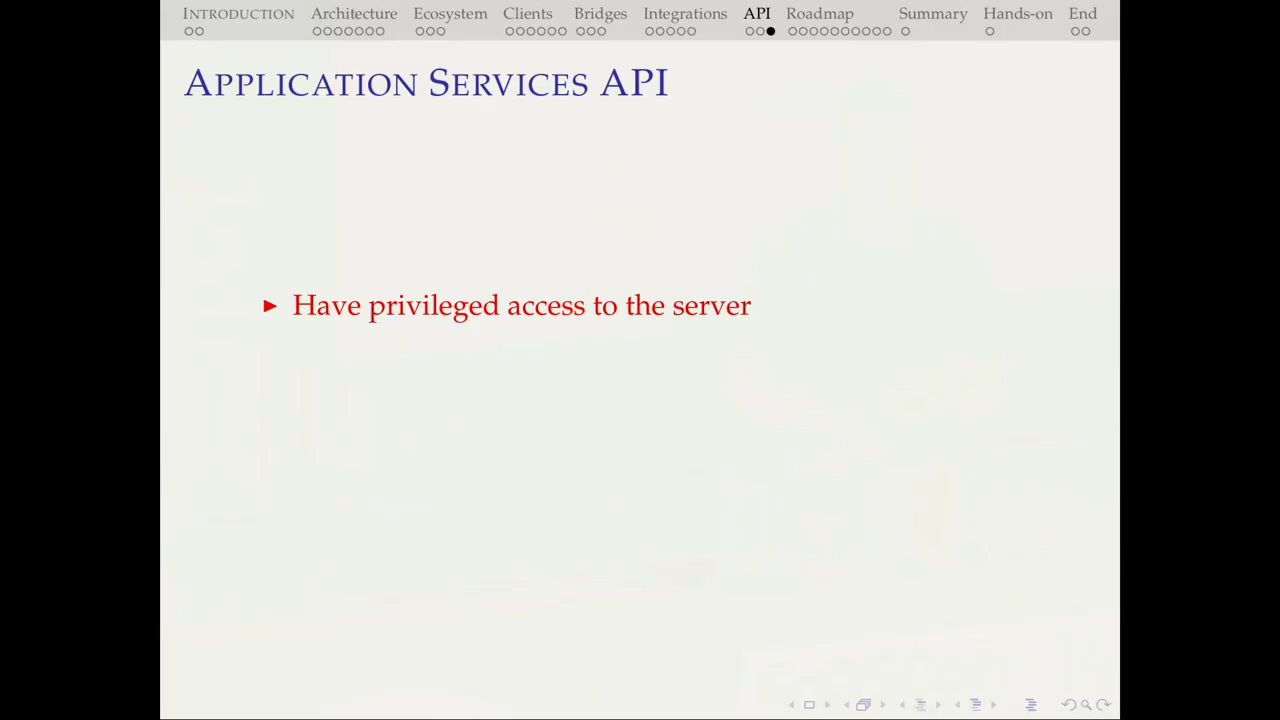 INTRODUCTION Architecture Ecosystem Clients Bridges Integrations API Roadmap Summary Hands-on End
APPLICATION SERVICES API
Have privileged access to the server